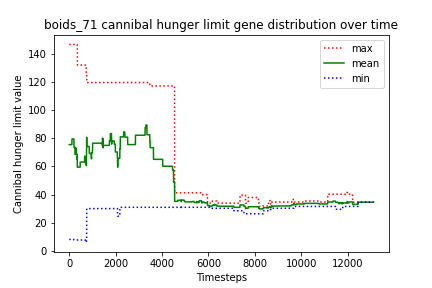 boids_71 cannibal hunger limit gene distribution over time
max
mean
min
Cannibal hunger limit value
140
120
100
80
60
40
20
0
0 2000 4000 6000 8000 10000 12000
Timesteps